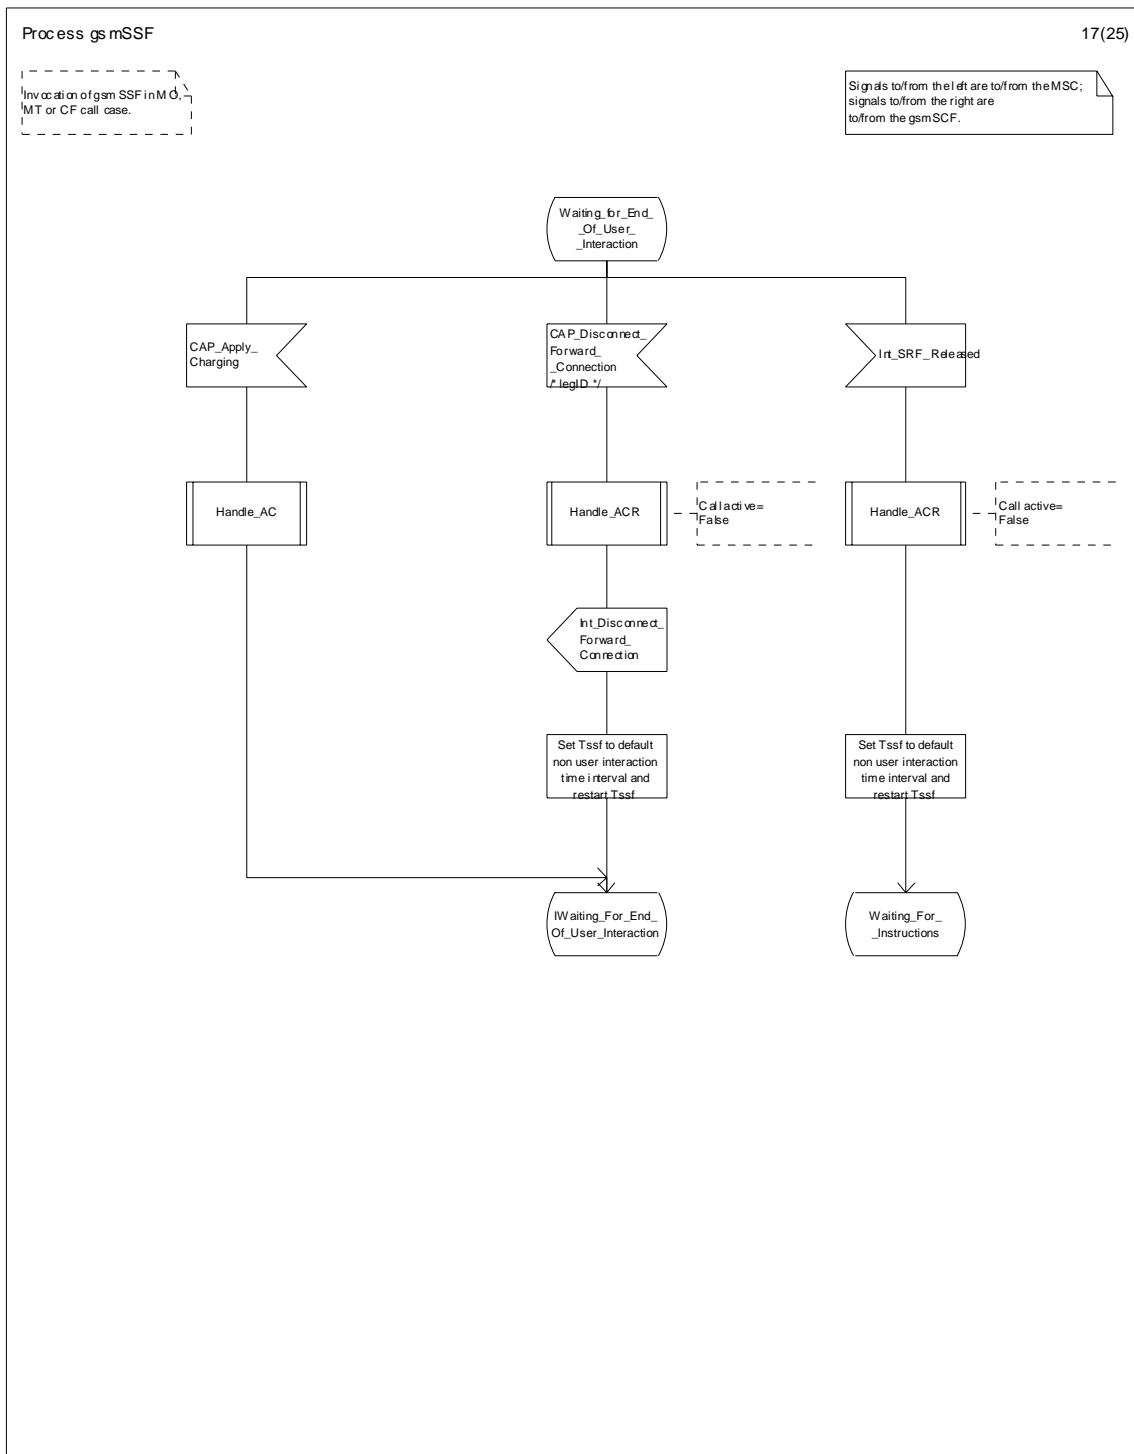 Process gsmSSF
17(25)
Invocation of gsm SSF in MO,
MT or CF call case.
Signals to/from the left are to/from the MSC;
signals to/from the right are
to/from the gsmSCF.
Waiting_for_End_
_Of_User_
_Interaction
CAP_Apply_
Charging
CAP_Disconnect_
Forward_
_Connection
/* legID */
Int_SRF_Released
Handle_AC
Handle_ACR
Call active=
False
Handle_ACR
Call active=
False
Int_Disconnect_
Forward_
Connection
Set Tssf to default
non user interaction
time interval and
restart Tssf
Set Tssf to default
non user interaction
time interval and
restart Tssf
IWaiting_For_End_
Of_User_Interaction
Waiting_For_
_Instructions